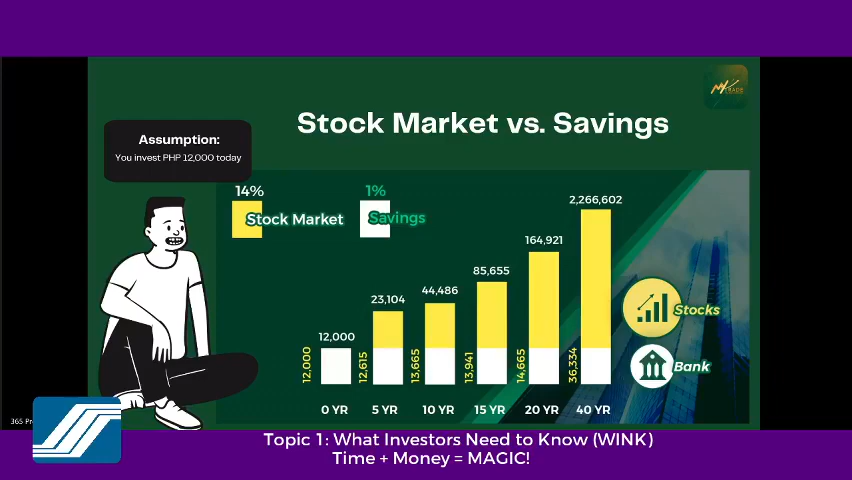 TRADE
Stock Market vs. Savings
Assumption:
You invest PHP 12,000 today
14%
Stock Market
1%
Savings
2,266,602
164,921
85,655
44,486
23,104
12,000
12,000
12,615
13,665
13,941
14,665
36,334
0 YR
5 YR
10 YR
15 YR
20 YR
40 YR
Stocks
Bank
365 Pr
Topic 1: What Investors Need to Know (WINK)
Time + Money = MAGIC!